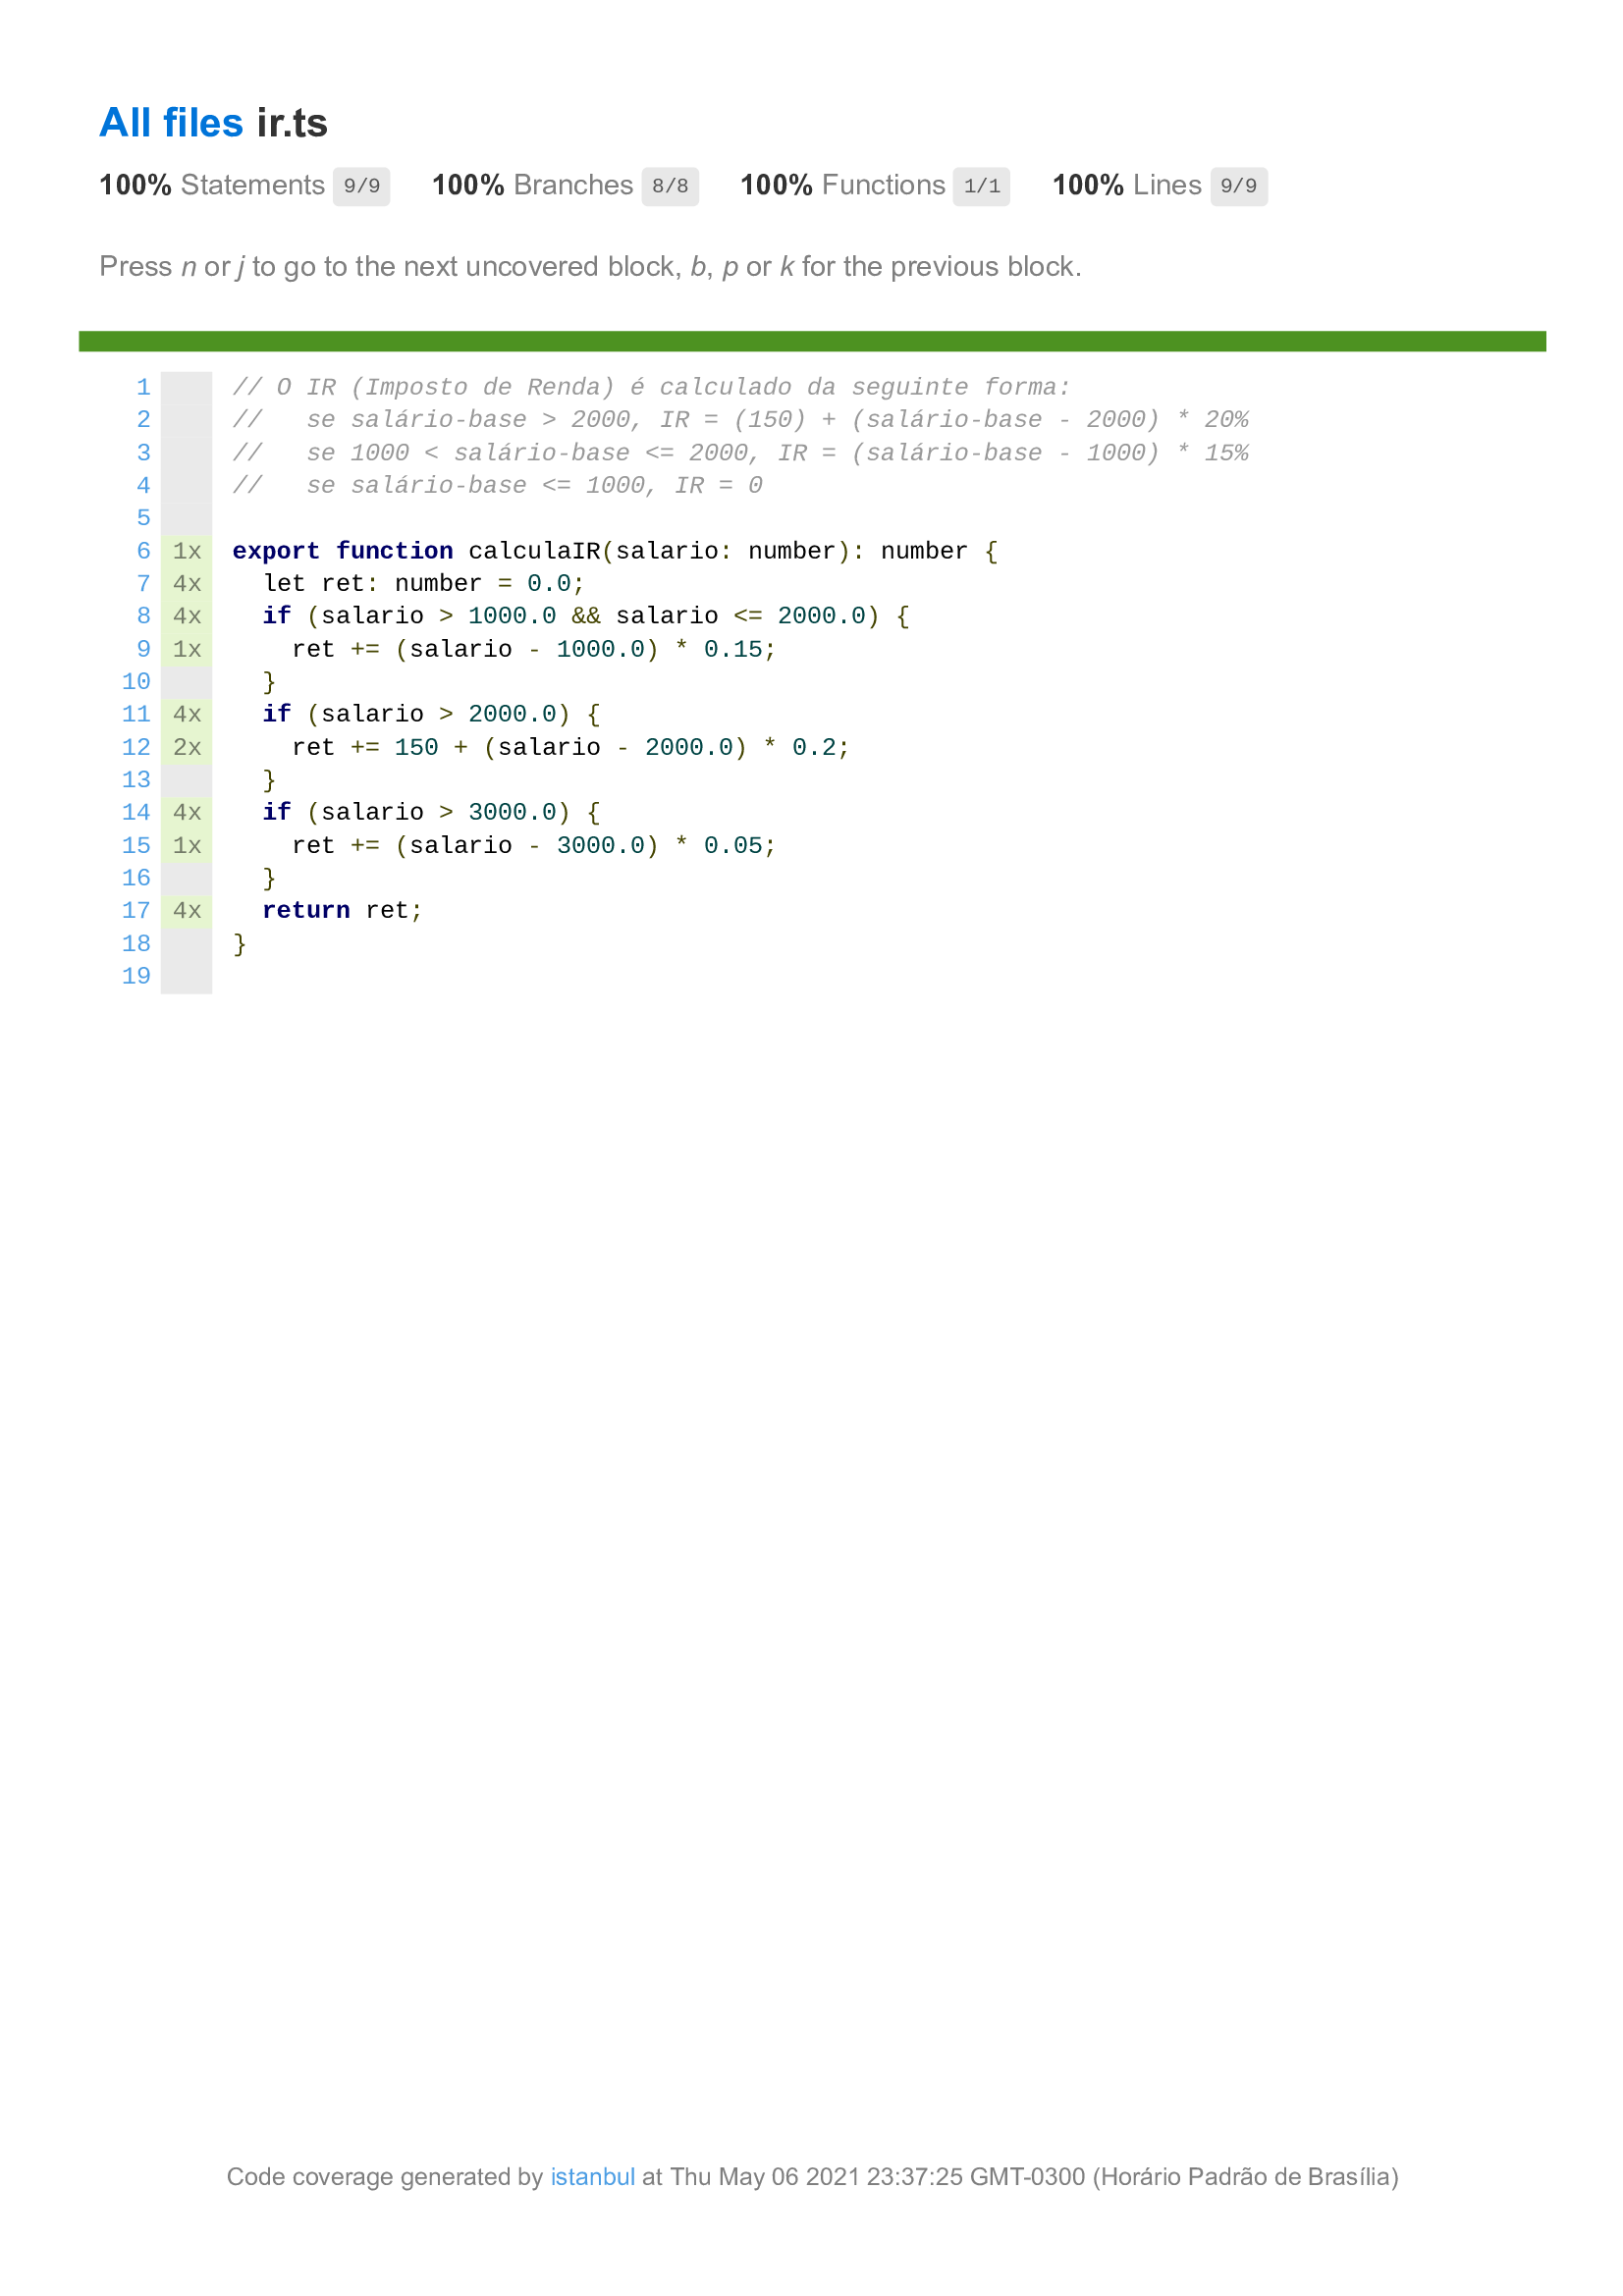 All files ir.ts
100% Statements 9/9 100% Branches 8/8 100% Functions 1/1 100% Lines 9/9
Press n or j to go to the next uncovered block, b, p or k for the previous block.
1 // O IR (Imposto de Renda) é calculado da seguinte forma:
2 //   se salário-base > 2000, IR = (150) + (salário-base - 2000) * 20%
3 //   se 1000 < salário-base <= 2000, IR = (salário-base - 1000) * 15%
4 //   se salário-base <= 1000, IR = 0
5
6 1x export function calculaIR(salario: number): number {
7 4x   let ret: number = 0.0;
8 4x   if (salario > 1000.0 && salario <= 2000.0) {
9 1x     ret += (salario - 1000.0) * 0.15;
10   }
11 4x   if (salario > 2000.0) {
12 2x     ret += 150 + (salario - 2000.0) * 0.2;
13   }
14 4x   if (salario > 3000.0) {
15 1x     ret += (salario - 3000.0) * 0.05;
16   }
17 4x   return ret;
18 }
19
Code coverage generated by istanbul at Thu May 06 2021 23:37:25 GMT-0300 (Horário Padrão de Brasília)